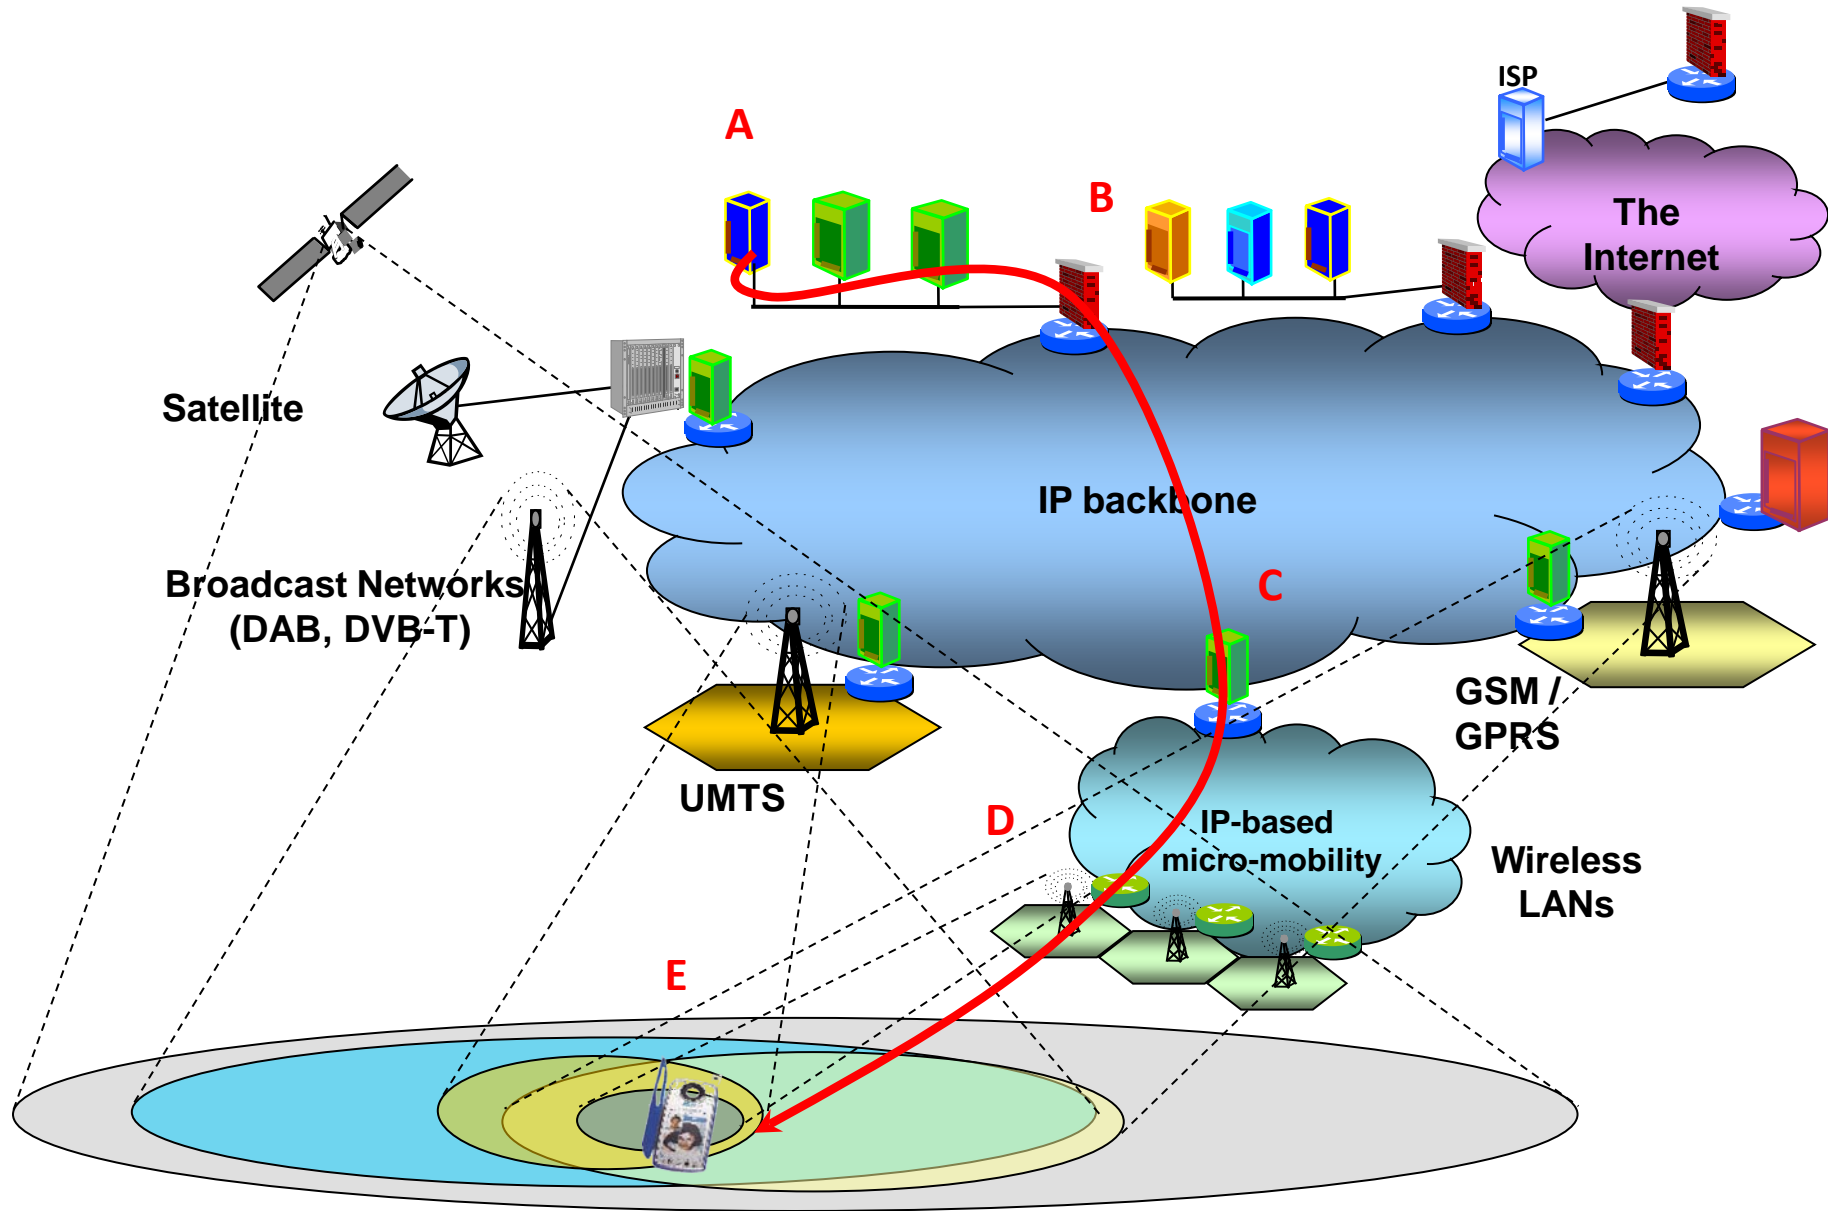 ISP
A
B
The
Internet
Satellite
IP backbone
Broadcast Networks
(DAB, DVB-T)
C
GSM /
GPRS
UMTS
D
IP-based
micro-mobility
Wireless
LANs
E